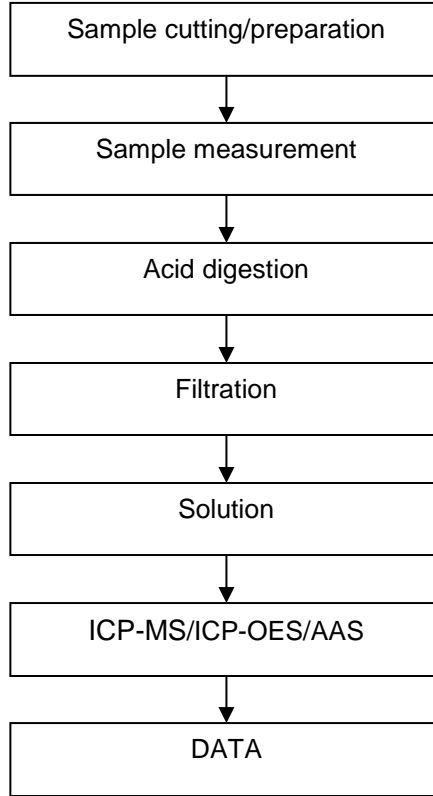 Sample cutting/preparation
Sample measurement
Acid digestion
Filtration
Solution
ICP-MS/ICP-OES/AAS
DATA